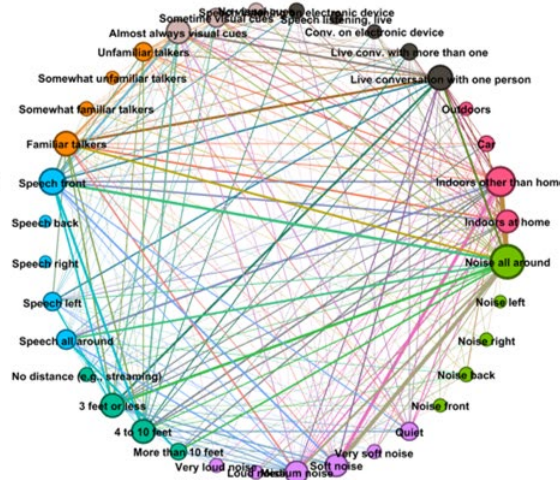 Sometime visual cues
Speech listening, live
Conv. on electronic device
Almost always visual cues
Live conv. with more than one
Unfamiliar talkers
Somewhat unfamiliar talkers
Live conversation with one person
Somewhat familiar talkers
Outdoors
Familiar talkers
Car
Speech front
Indoors other than home
Speech back
Indoors at home
Speech right
Noise all around
Speech left
Noise left
Speech all around
Noise right
No distance (e.g., streaming)
Noise back
3 feet or less
Noise front
4 to 10 feet
Quiet
More than 10 feet
Very soft noise
Very loud noise
Loud
Medium noise
Soft noise